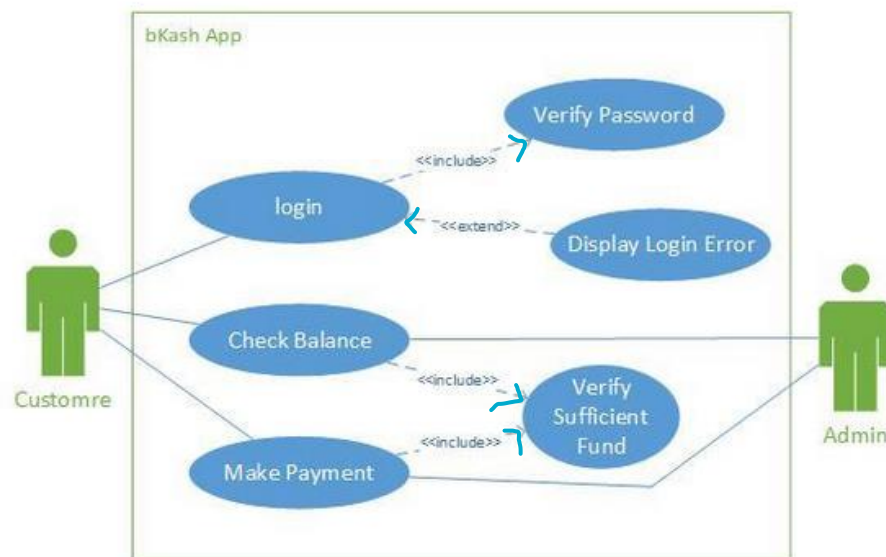 bKash App
Verify Password
<<include>>
login
<<extend>>
Display Login Error
Check Balance
<<include>>
Verify
Sufficient
Fund
Customre
<<include>>
Admin
Make Payment